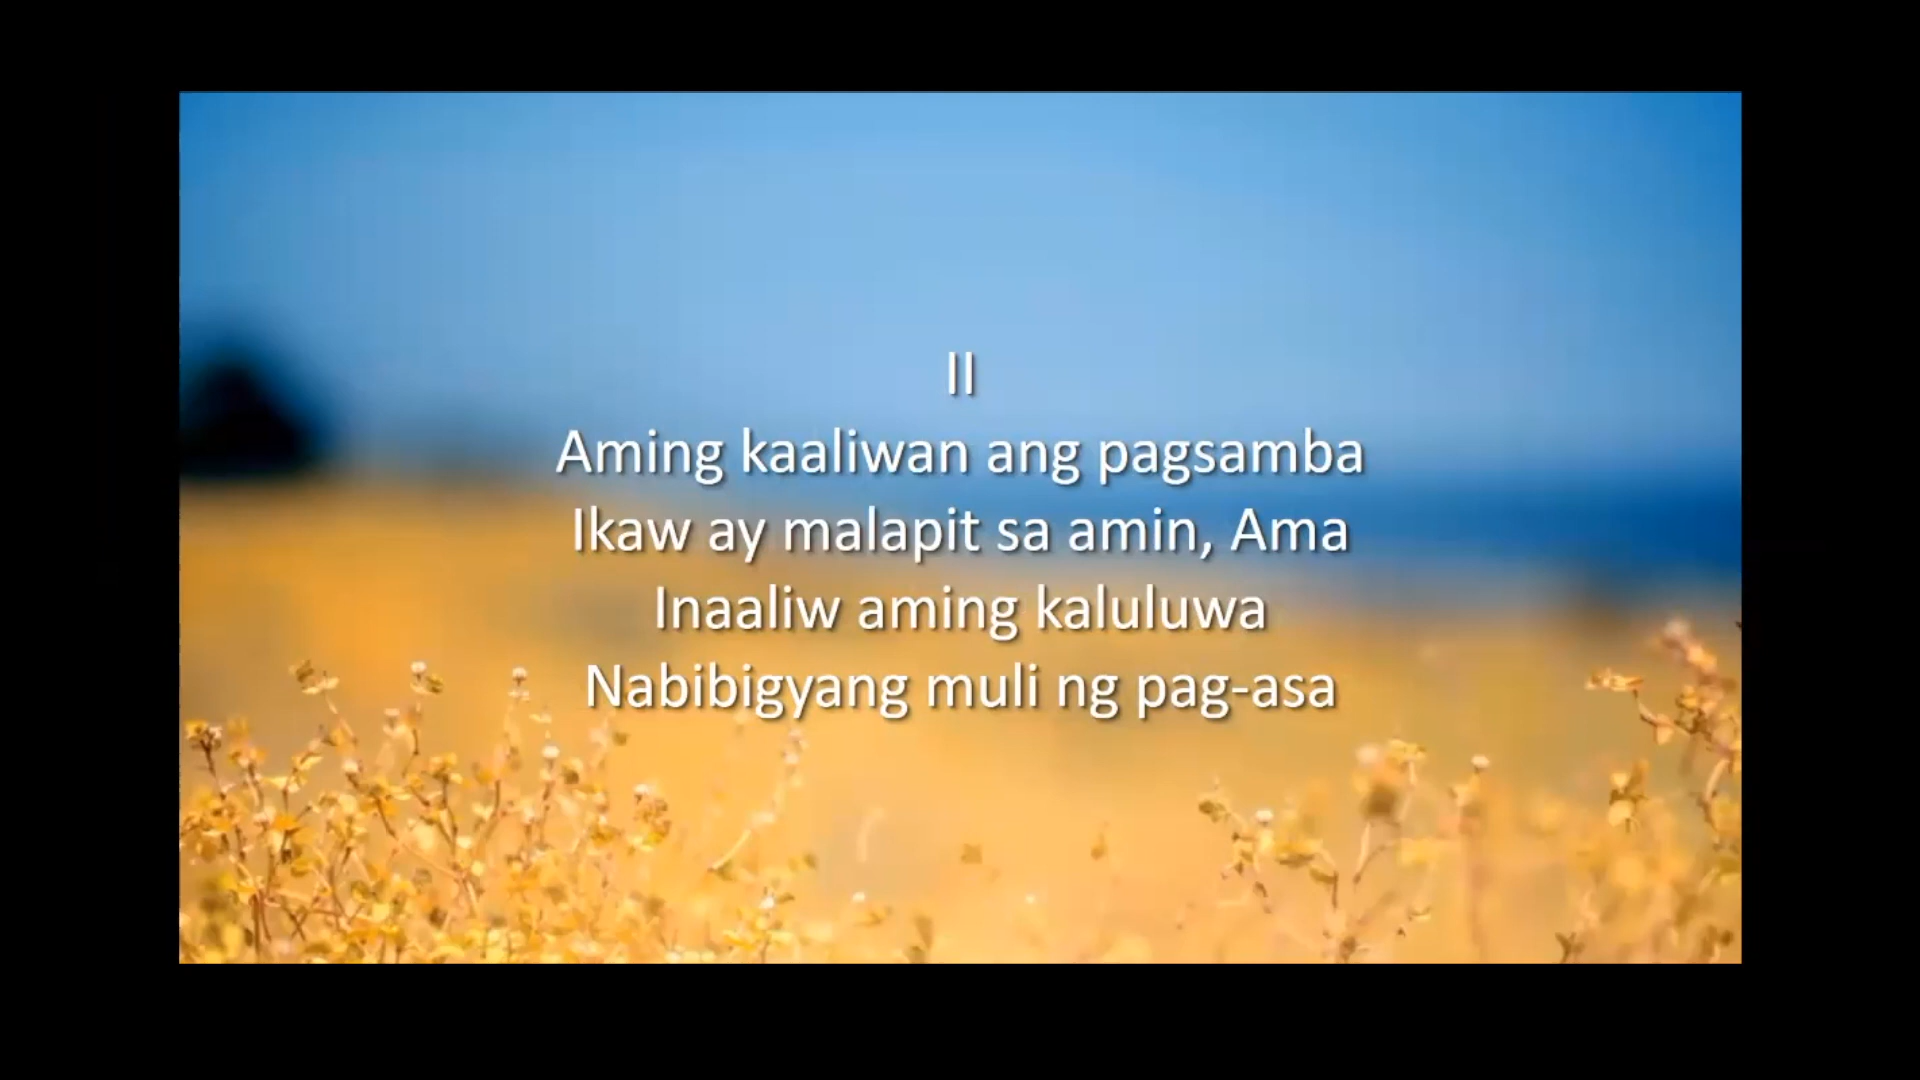 II
Aming kaaliwan ang pagsamba
Ikaw ay malapit sa amin, Ama
Inaaliw aming kaluluwa
Nabibigyang muli ng pag-asa